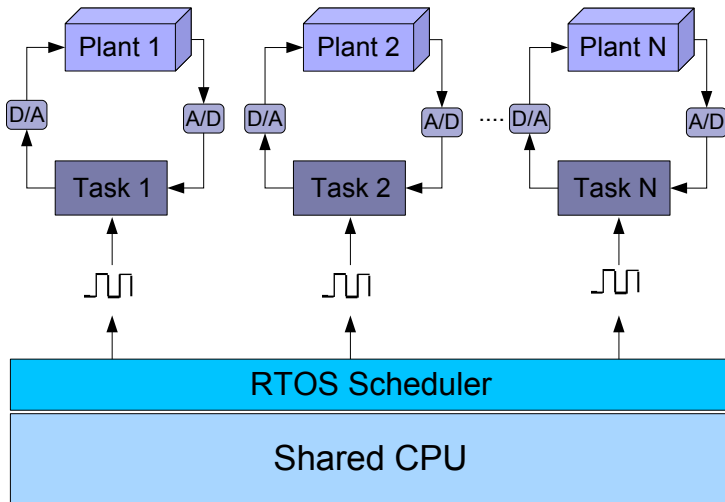 Plant 1 Plant 2 Plant N
D/A A/D D/A A/D .... D/A A/D
Task 1 Task 2 Task N
RTOS Scheduler
Shared CPU